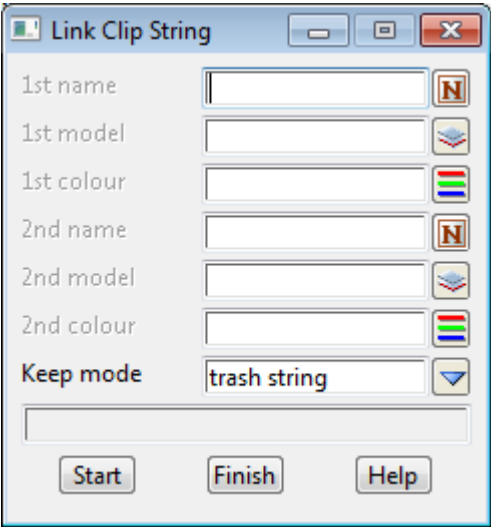 Link Clip String
1st name
N
1st model
1st colour
2nd name
N
2nd model
2nd colour
Keep mode trash string
Start Finish Help